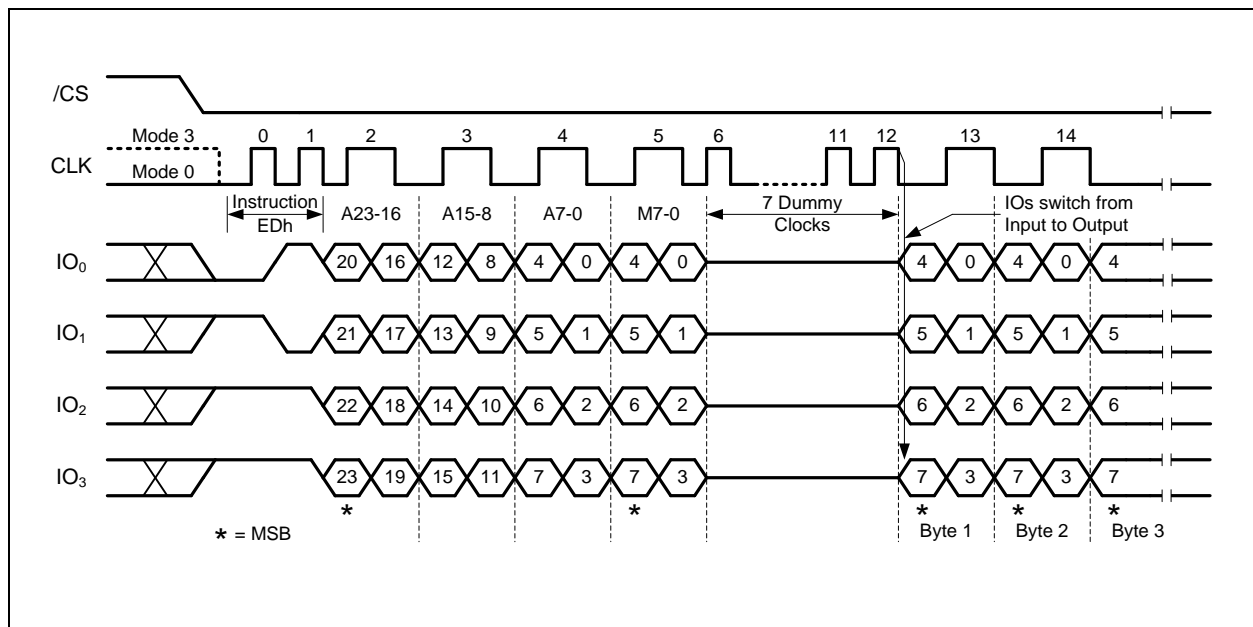 /CS
Mode 3 0 1 2 3 4 5 6 11 12 13 14
CLK
Mode 0
Instruction EDh
A23-16 A15-8 A7-0 M7-0
7 Dummy Clocks
IOs switch from Input to Output
IO0 20 16 12 8 4 0 4 0 4 0 4 0 4
IO1 21 17 13 9 5 1 5 1 5 1 5 1 5
IO2 22 18 14 10 6 2 6 2 6 2 6 2 6
IO3 23 19 15 11 7 3 7 3 7 3 7 3 7
* * * * *
* = MSB
Byte 1 Byte 2 Byte 3